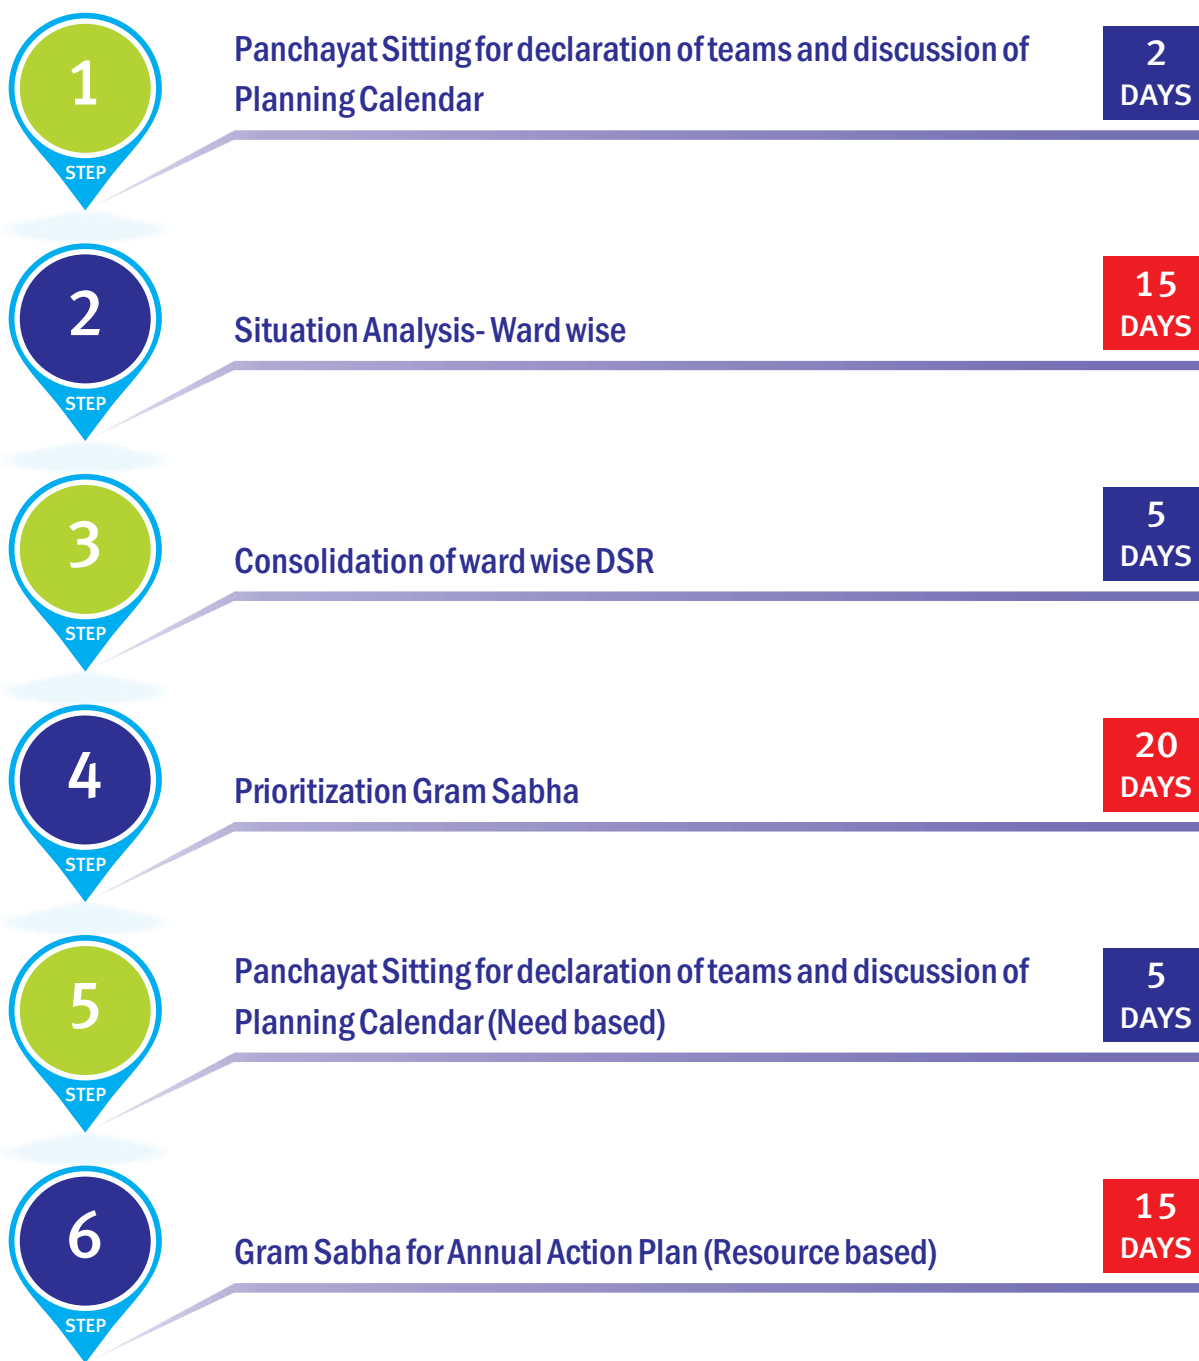 1
STEP
Panchayat Sitting for declaration of teams and discussion of
Planning Calendar
2
DAYS
2
STEP
Situation Analysis- Ward wise
15
DAYS
3
STEP
Consolidation of ward wise DSR
5
DAYS
4
STEP
Prioritization Gram Sabha
20
DAYS
5
STEP
Panchayat Sitting for declaration of teams and discussion of
Planning Calendar (Need based)
5
DAYS
6
STEP
Gram Sabha for Annual Action Plan (Resource based)
15
DAYS